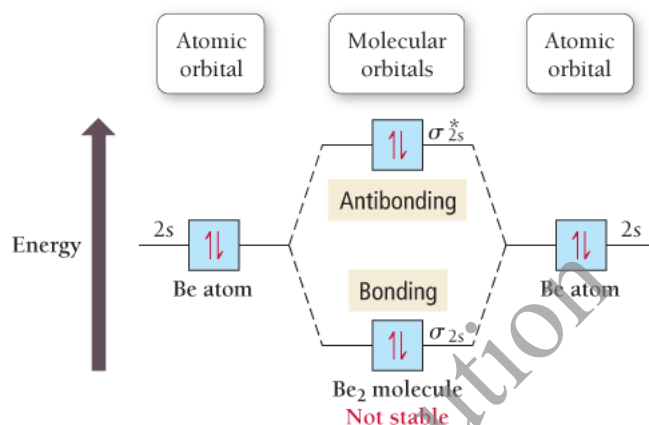 Atomic orbital
Molecular orbitals
Atomic orbital
σ*2s
Antibonding
2s
2s
Energy
Be atom
Be atom
Bonding
σ2s
Be2 molecule
Not stable
ution